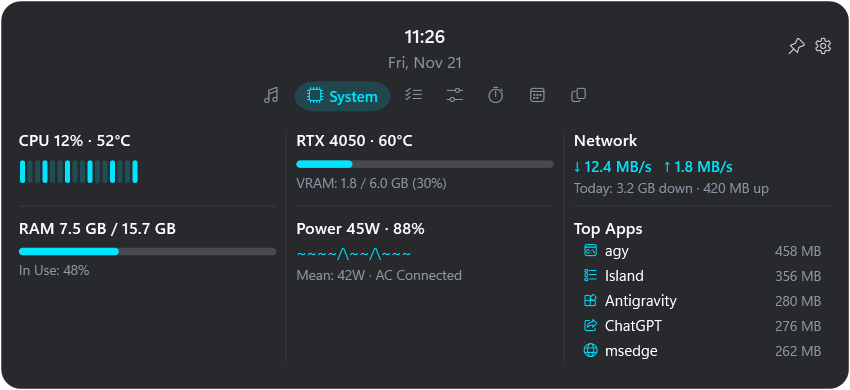 11:26
Fri, Nov 21
System
CPU 12% · 52°C
RAM 7.5 GB / 15.7 GB
In Use: 48%
RTX 4050 · 60°C
VRAM: 1.8 / 6.0 GB (30%)
Power 45W · 88%
~~~~/\~~/\~~~
Mean: 42W · AC Connected
Network
↓ 12.4 MB/s ↑ 1.8 MB/s
Today: 3.2 GB down · 420 MB up
Top Apps
agy 458 MB
Island 356 MB
Antigravity 280 MB
ChatGPT 276 MB
msedge 262 MB